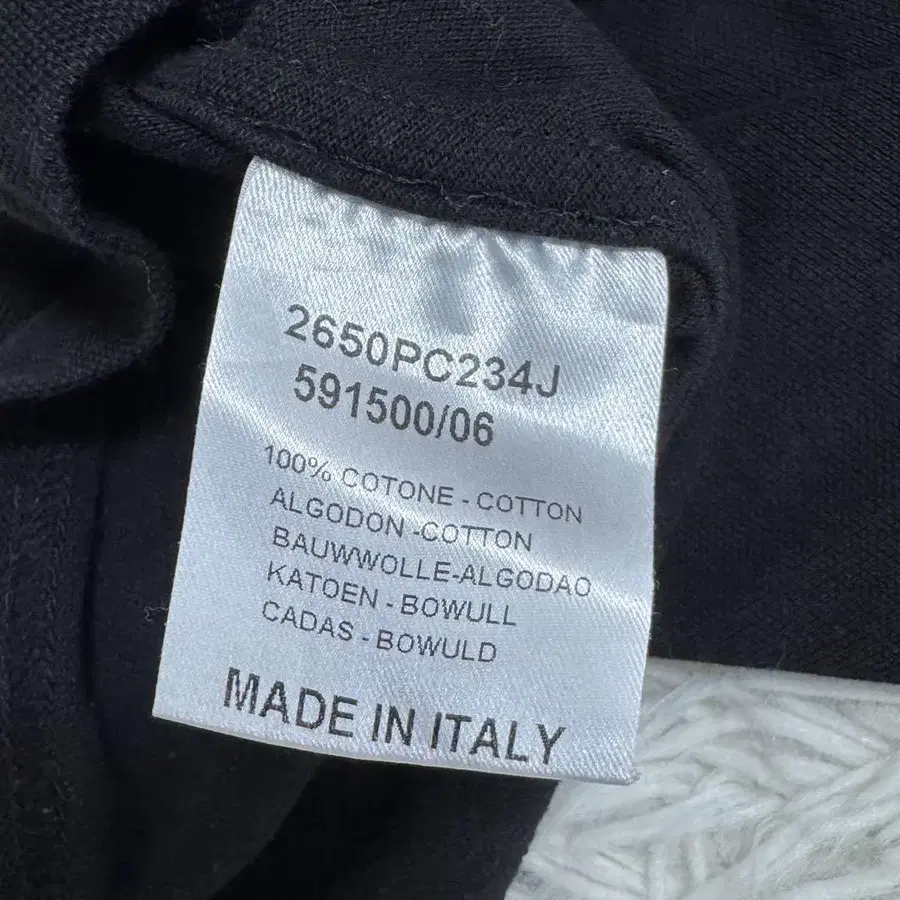 2650PC234J
591500/06
100% COTONE - COTTON
ALGODON -COTTON
BAUWWOLLE-ALGODAO
KATOEN - BOWULL
CADAS - BOWULD
MADE IN ITALY